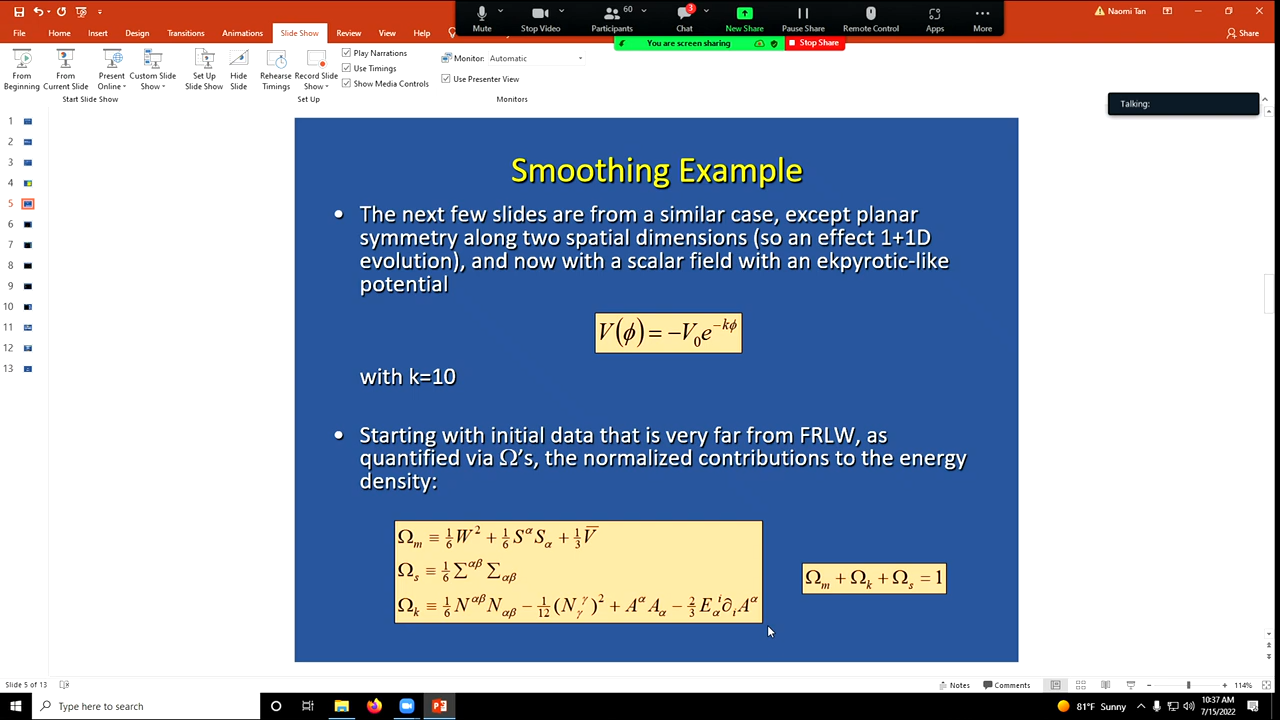 60
3
Mute
Stop Video
Participants
Chat
New Share
Pause Share
Remote Control
Apps
More
Naomi Tan
File
Home
Insert
Design
Transitions
Animations
Slide Show
Review
View
Help
You are screen sharing
Stop Share
Share
From Beginning
From Current Slide
Present Online
Custom Slide Show
Set Up Slide Show
Hide Slide
Rehearse Timings
Record Slide Show
Play Narrations
Use Timings
Show Media Controls
Monitor: Automatic
Use Presenter View
Start Slide Show
Set Up
Monitors
Talking:
1
2
3
4
5
6
7
8
9
10
11
12
13
Smoothing Example
• The next few slides are from a similar case, except planar
symmetry along two spatial dimensions (so an effect 1+1D
evolution), and now with a scalar field with an ekpyrotic-like
potential
V(ϕ) = −V₀e^{−kϕ}
with k=10
• Starting with initial data that is very far from FRLW, as
quantified via Ω's, the normalized contributions to the energy
density:
Ω_m ≡ 1/6 W² + 1/6 S^α S_α + 1/3 V̅
Ω_s ≡ 1/6 Σ^{αβ} Σ_{αβ}
Ω_k ≡ 1/6 N^{αβ} N_{αβ} − 1/12 (N_γ^γ)² + A^α A_α − 2/3 E_α^i ∂_i A^α
Ω_m + Ω_k + Ω_s = 1
Slide 5 of 13
Notes
Comments
114%
Type here to search
81°F Sunny
10:37 AM
7/15/2022